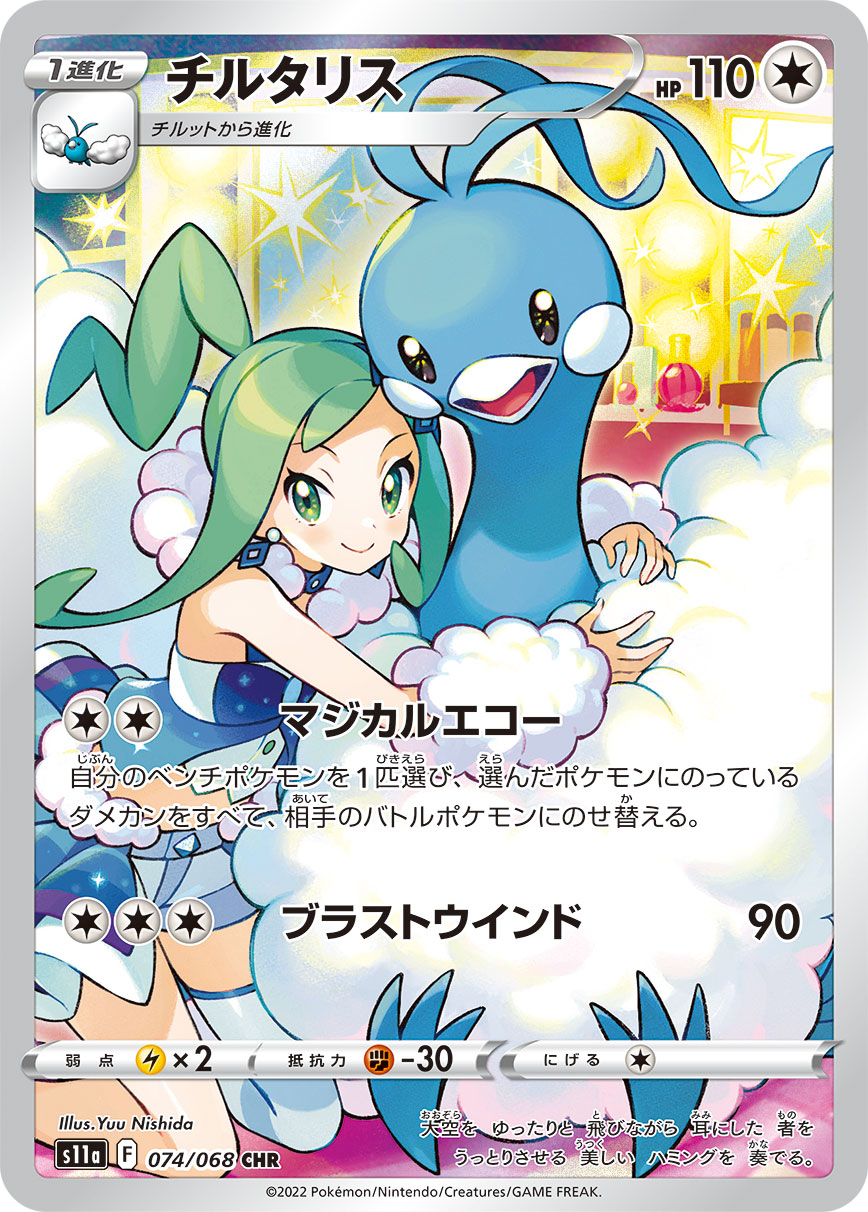 1進化
チルタリス
HP 110
チルットから進化
マジカルエコー
自分のベンチポケモンを1匹選び、選んだポケモンにのっている
ダメカンをすべて、相手のバトルポケモンにのせ替える。
ブラストウインド 90
弱点 ×2 抵抗力 -30 にげる
Illus.Yuu Nishida
大空を ゆったりと 飛びながら 耳にした 者を
うっとりさせる 美しい ハミングを 奏でる。
s11a F 074/068 CHR
©2022 Pokémon/Nintendo/Creatures/GAME FREAK.